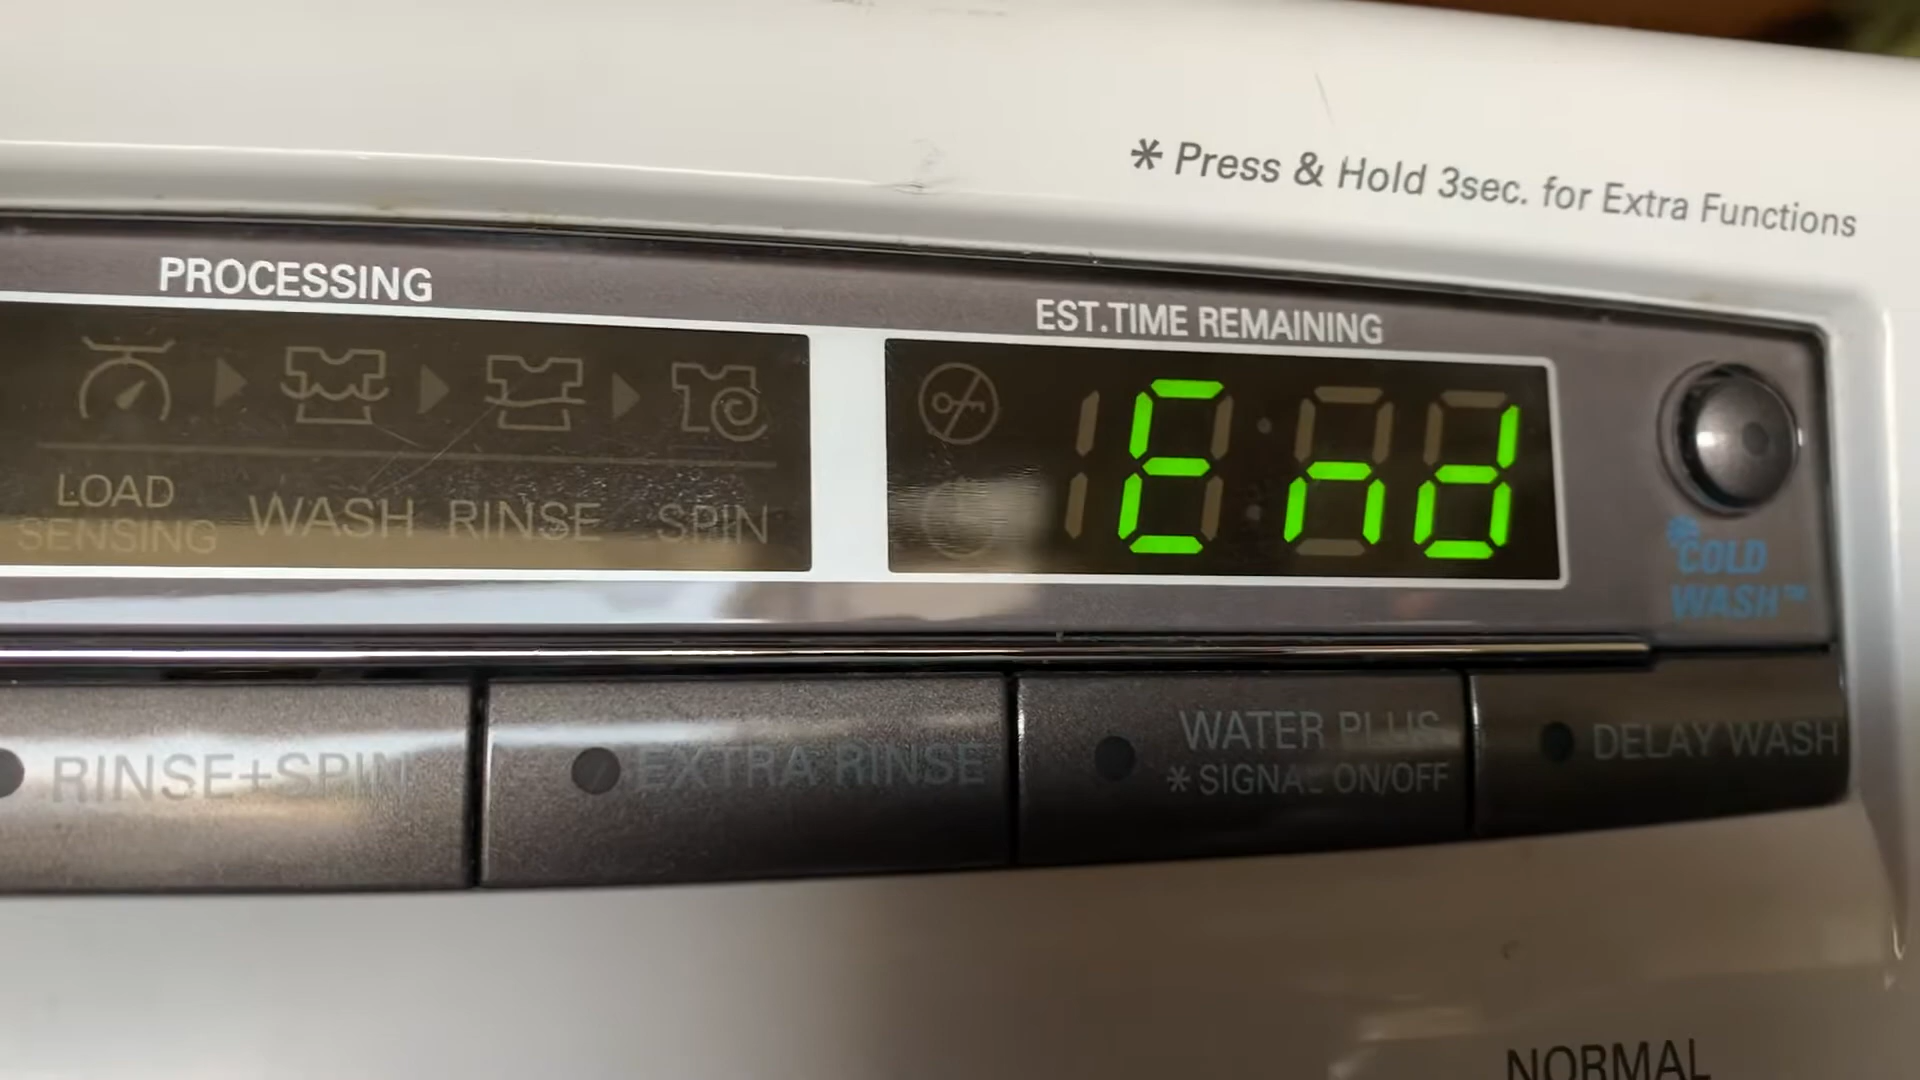 * Press & Hold 3sec. for Extra Functions
PROCESSING
EST.TIME REMAINING
End
LOAD
SENSING
WASH
RINSE
SPIN
*COLD
WASH™
RINSE+SPIN
EXTRA RINSE
WATER PLUS
* SIGNAL ON/OFF
DELAY WASH
NORMAL